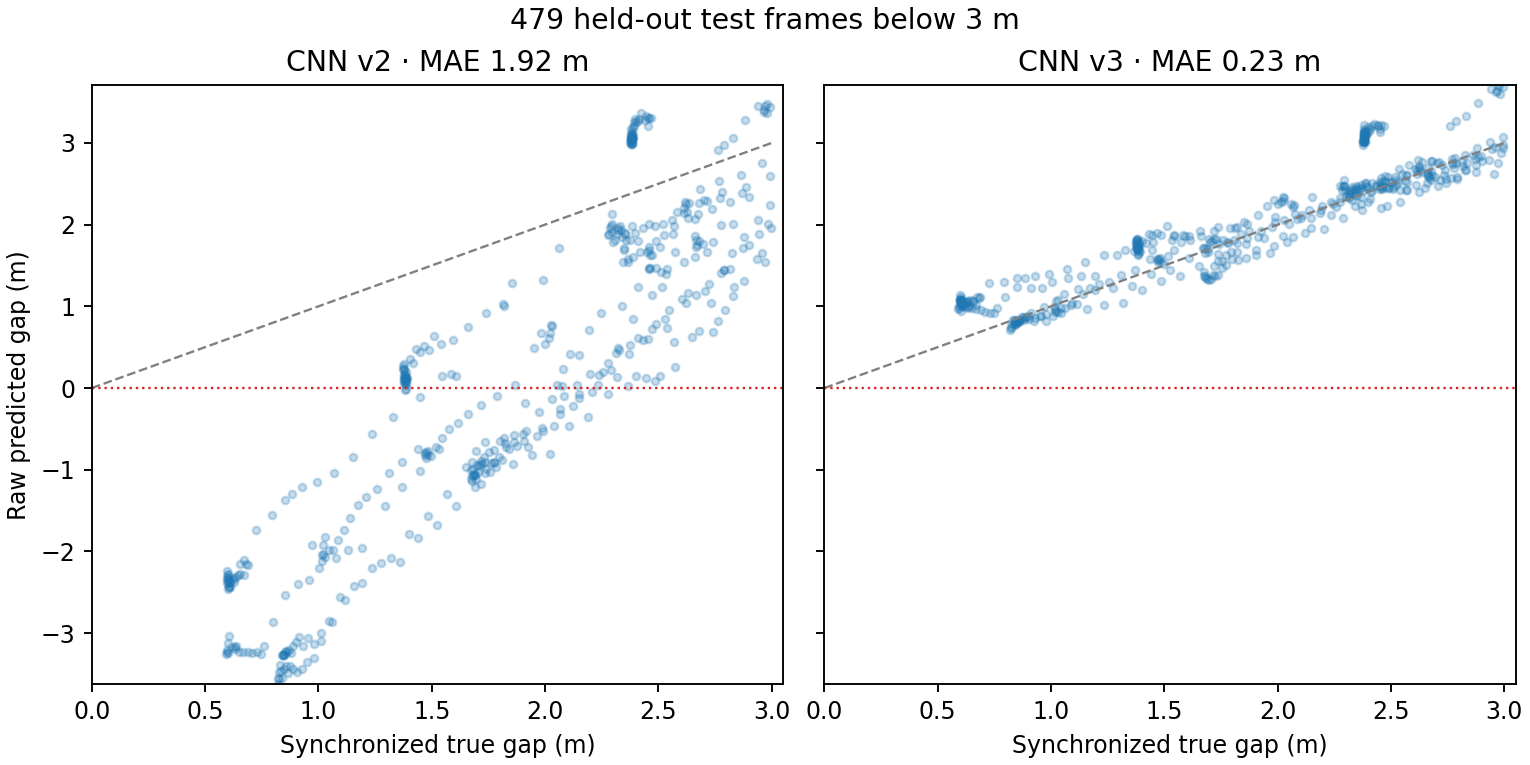 479 held-out test frames below 3 m
CNN v2 · MAE 1.92 m
CNN v3 · MAE 0.23 m
Raw predicted gap (m)
3
2
1
0
−1
−2
−3
0.0 0.5 1.0 1.5 2.0 2.5 3.0
0.0 0.5 1.0 1.5 2.0 2.5 3.0
Synchronized true gap (m)
Synchronized true gap (m)